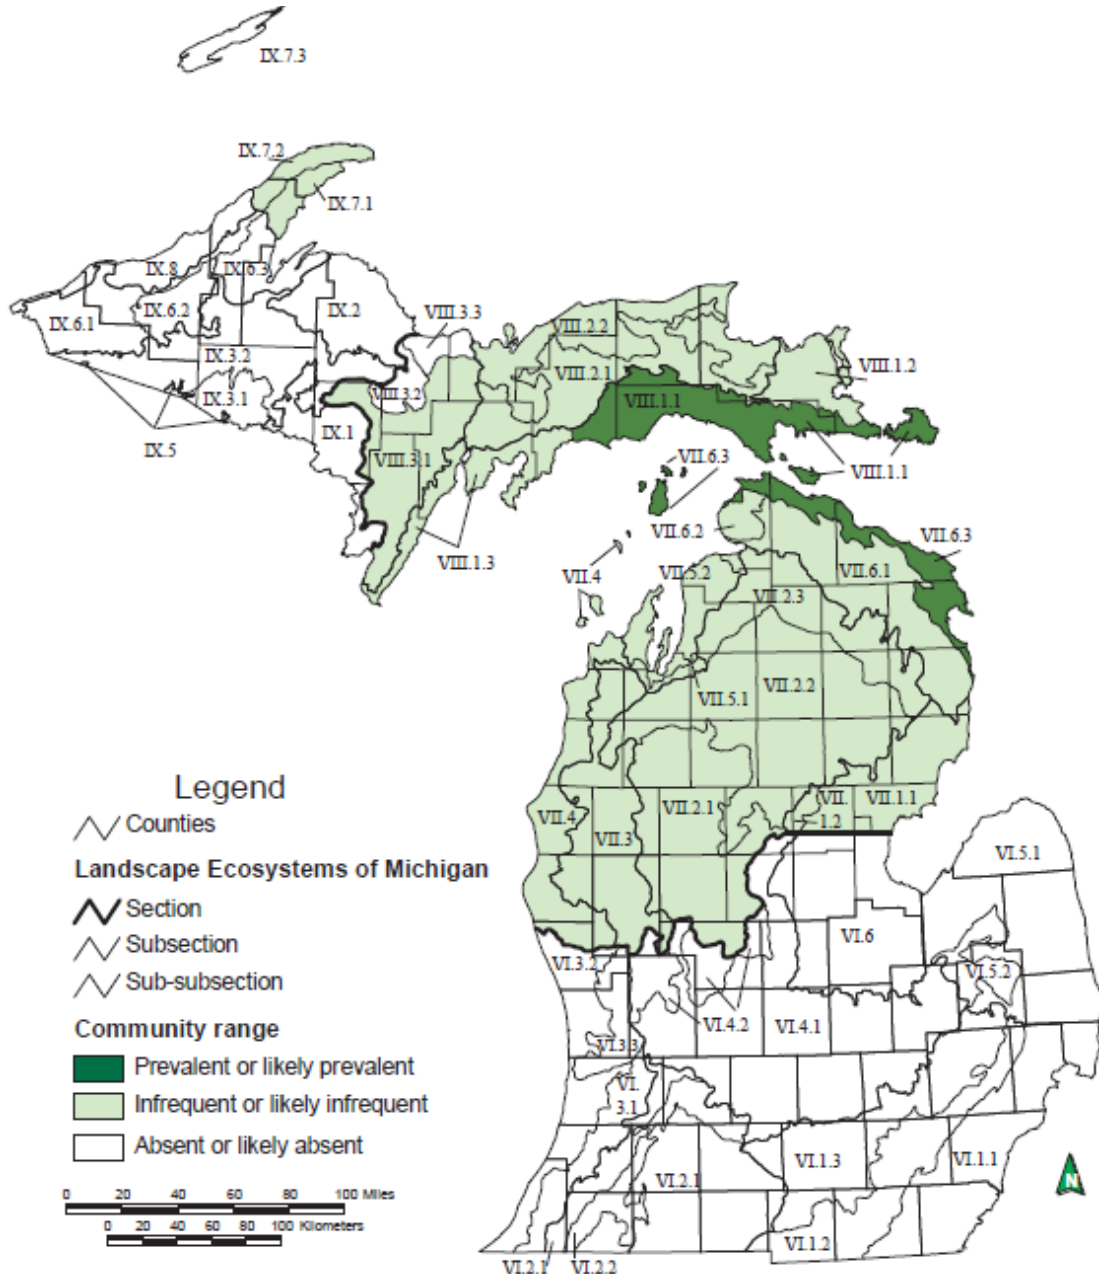 IX.7.3
IX.7.2
IX.7.1
IX.8
IX.6.3
IX.6.1
IX.6.2
IX.2
VIII.3.3
VIII.2.2
VIII.1.2
IX.3.2
VIII.2.1
IX.3.1
VIII.3.2
VIII.1.1
IX.5
IX.1
VIII.3.1
VII.6.3
VIII.1.1
VII.6.2
VII.6.3
VIII.1.3
VII.4
VII.5.2
VII.6.1
VII.2.3
VII.5.1
VII.2.2
Legend
Counties
Landscape Ecosystems of Michigan
Section
Subsection
Sub-subsection
Community range
Prevalent or likely prevalent
Infrequent or likely infrequent
Absent or likely absent
0 20 40 60 80 100 Miles
0 20 40 60 80 100 Kilometers
VII.4
VII.3
VII.2.1
VII.
1.2
VII.1.1
VI.5.1
VI.6
VI.3.2
VI.5.2
VI.4.2
VI.4.1
VI.3.3
VI.
3.1
VI.1.3
VI.1.1
VI.2.1
VI.1.2
VI.2.1
VI.2.2
N